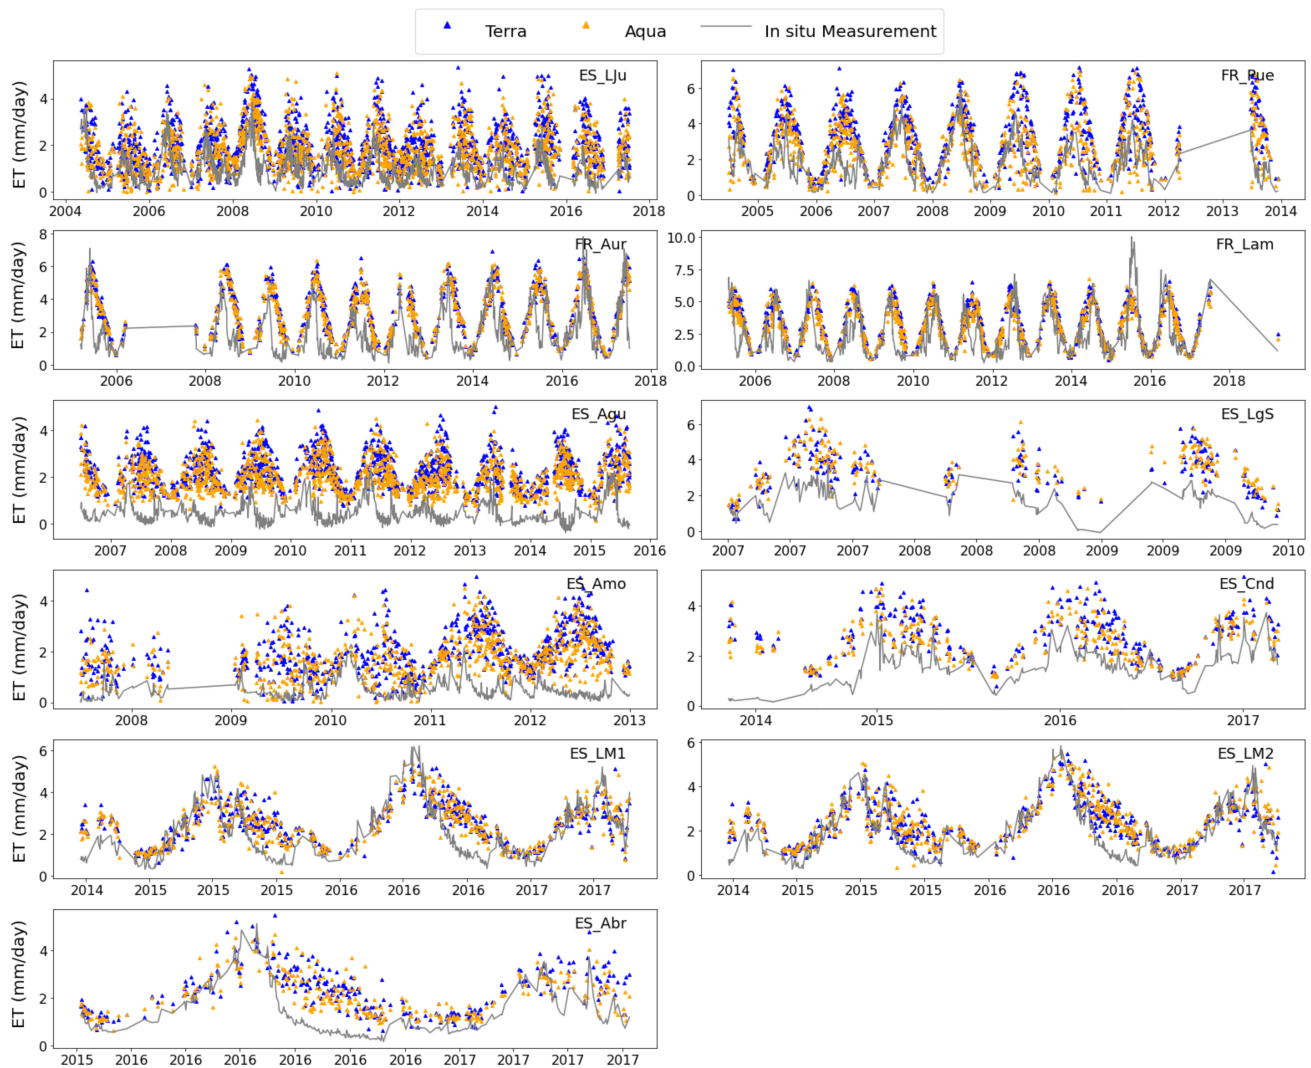 Terra Aqua In situ Measurement
ET (mm/day)
ES_LJu
4
2
0
2004 2006 2008 2010 2012 2014 2016 2018
FR_Pue
6
4
2
0
2005 2006 2007 2008 2009 2010 2011 2012 2013 2014
ET (mm/day)
FR_Aur
8
6
4
2
0
2006 2008 2010 2012 2014 2016 2018
FR_Lam
10.0
7.5
5.0
2.5
0.0
2006 2008 2010 2012 2014 2016 2018
ET (mm/day)
ES_Agu
4
2
0
2007 2008 2009 2010 2011 2012 2013 2014 2015 2016
ES_LgS
6
4
2
0
2007 2007 2007 2008 2008 2008 2009 2009 2009 2010
ET (mm/day)
ES_Amo
4
2
0
2008 2009 2010 2011 2012 2013
ES_Cnd
4
2
0
2014 2015 2016 2017
ET (mm/day)
ES_LM1
6
4
2
0
2014 2015 2015 2015 2016 2016 2016 2017 2017
ES_LM2
6
4
2
0
2014 2015 2015 2015 2016 2016 2016 2017 2017
ET (mm/day)
ES_Abr
4
2
0
2015 2016 2016 2016 2016 2016 2016 2017 2017 2017 2017